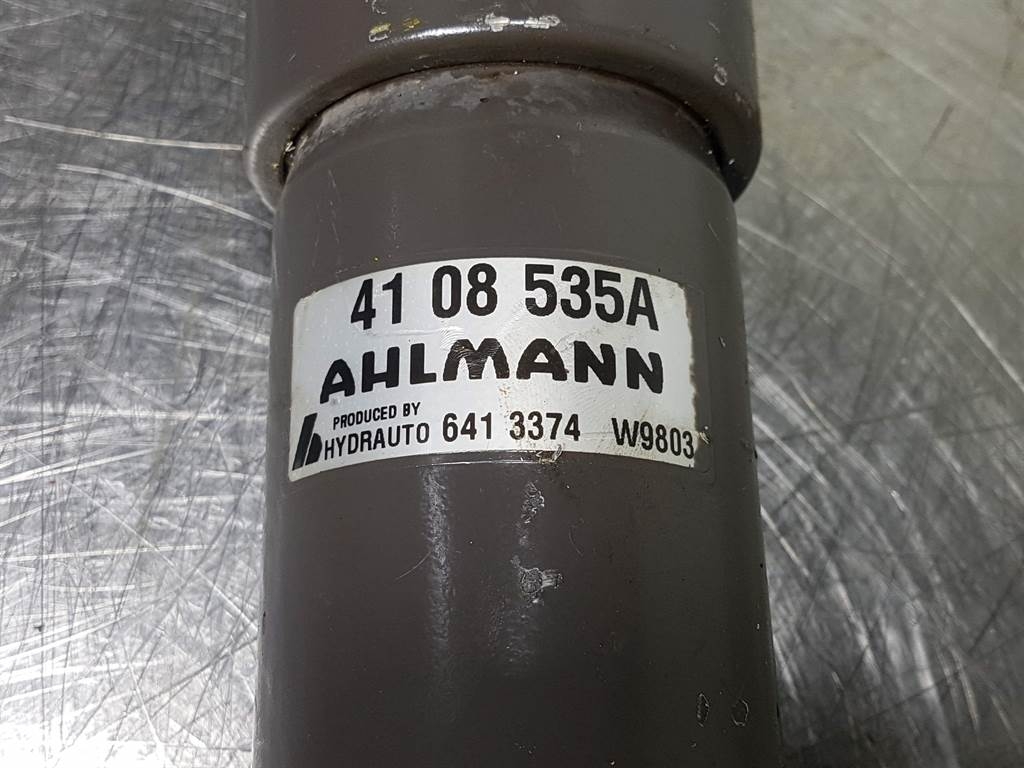 41 08 535A
AHLMANN
PRODUCED BY
HYDRAUTO 641 3374 W9803